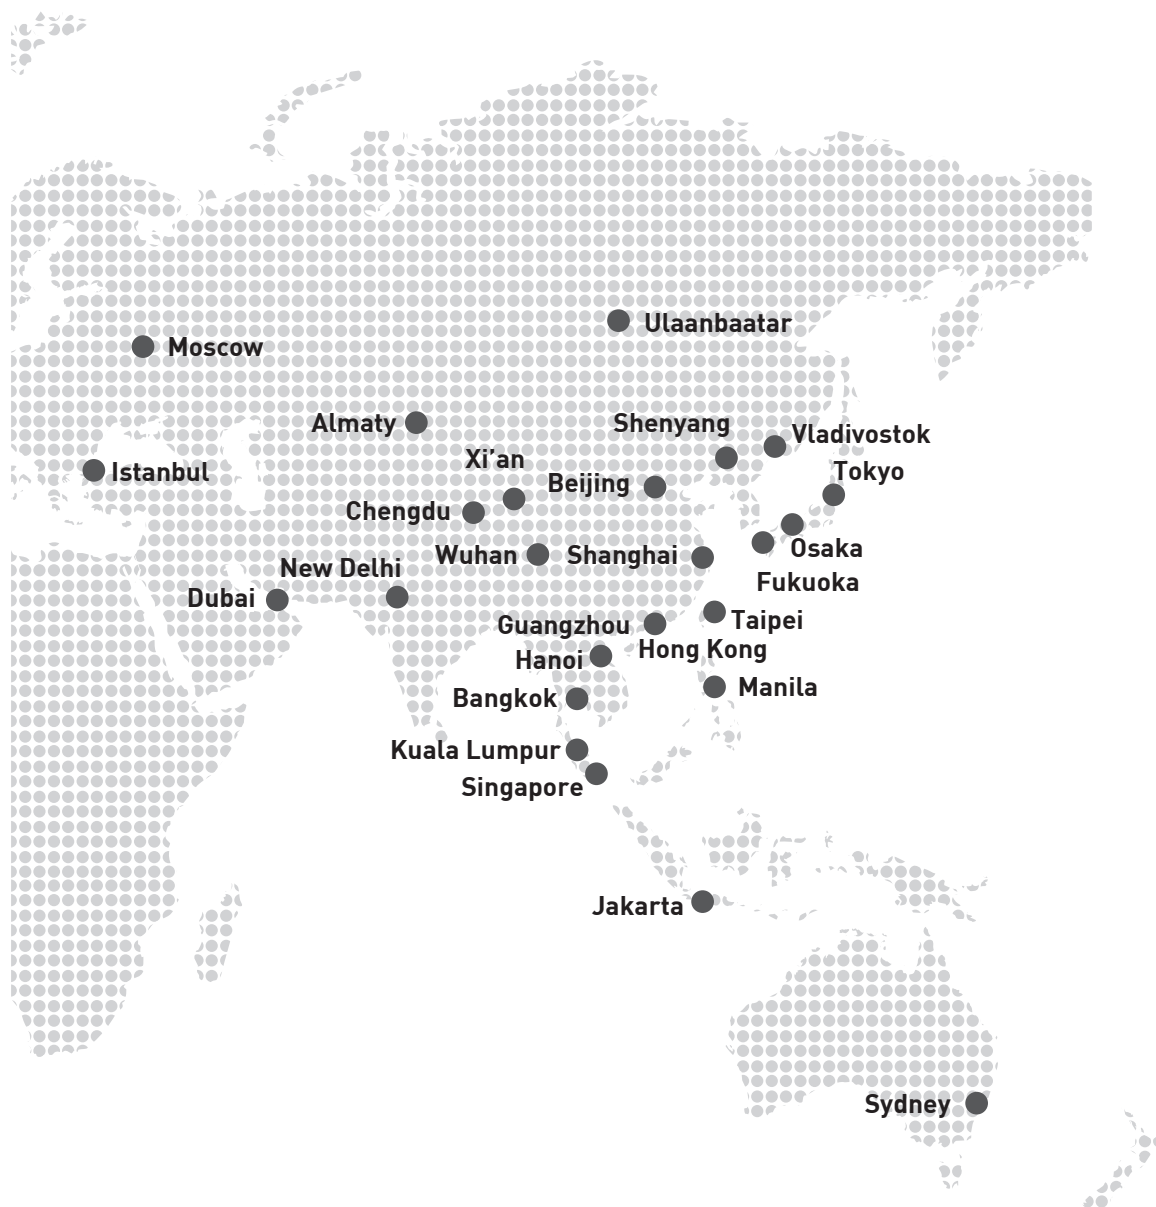 Ulaanbaatar
Moscow
Almaty
Shenyang
Vladivostok
Xi’an
Tokyo
Istanbul
Beijing
Chengdu
Osaka
Wuhan
Shanghai
New Delhi
Fukuoka
Dubai
Taipei
Guangzhou
Hong Kong
Hanoi
Manila
Bangkok
Kuala Lumpur
Singapore
Jakarta
Sydney